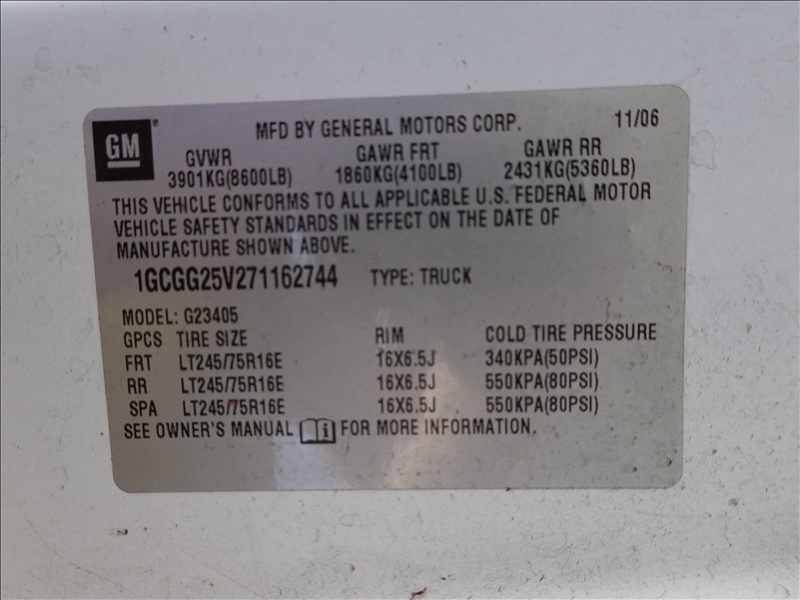 GM® MFD BY GENERAL MOTORS CORP. 11/06
GVWR GAWR FRT GAWR RR
3901KG(8600LB) 1860KG(4100LB) 2431KG(5360LB)
THIS VEHICLE CONFORMS TO ALL APPLICABLE U.S. FEDERAL MOTOR
VEHICLE SAFETY STANDARDS IN EFFECT ON THE DATE OF
MANUFACTURE SHOWN ABOVE.
1GCGG25V271162744 TYPE: TRUCK
MODEL: G23405
GPCS TIRE SIZE RIM COLD TIRE PRESSURE
FRT LT245/75R16E 16X6.5J 340KPA(50PSI)
RR LT245/75R16E 16X6.5J 550KPA(80PSI)
SPA LT245/75R16E 16X6.5J 550KPA(80PSI)
SEE OWNER'S MANUAL i FOR MORE INFORMATION.